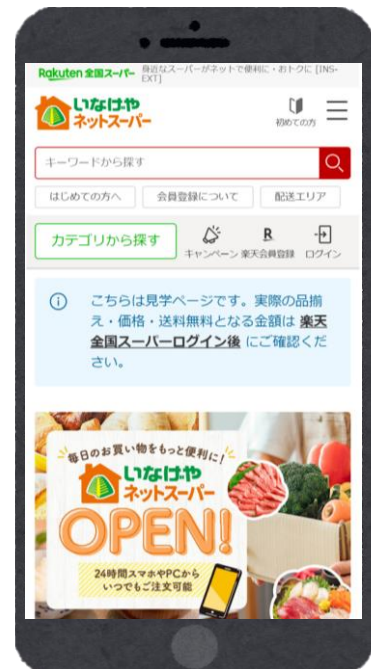 Rakuten 全国スーパー 身近なスーパーがネットで便利に・おトクに [INS-EXT]
いなげや
ネットスーパー
初めての方
キーワードから探す
はじめての方へ 会員登録について 配送エリア
カテゴリから探す キャンペーン 楽天会員登録 ログイン
こちらは見学ページです。実際の品揃
え・価格・送料無料となる金額は 楽天
全国スーパーログイン後 にご確認くだ
さい。
毎日のお買い物をもっと便利に!
いなげや
ネットスーパー
OPEN!
24時間スマホやPCから
いつでもご注文可能